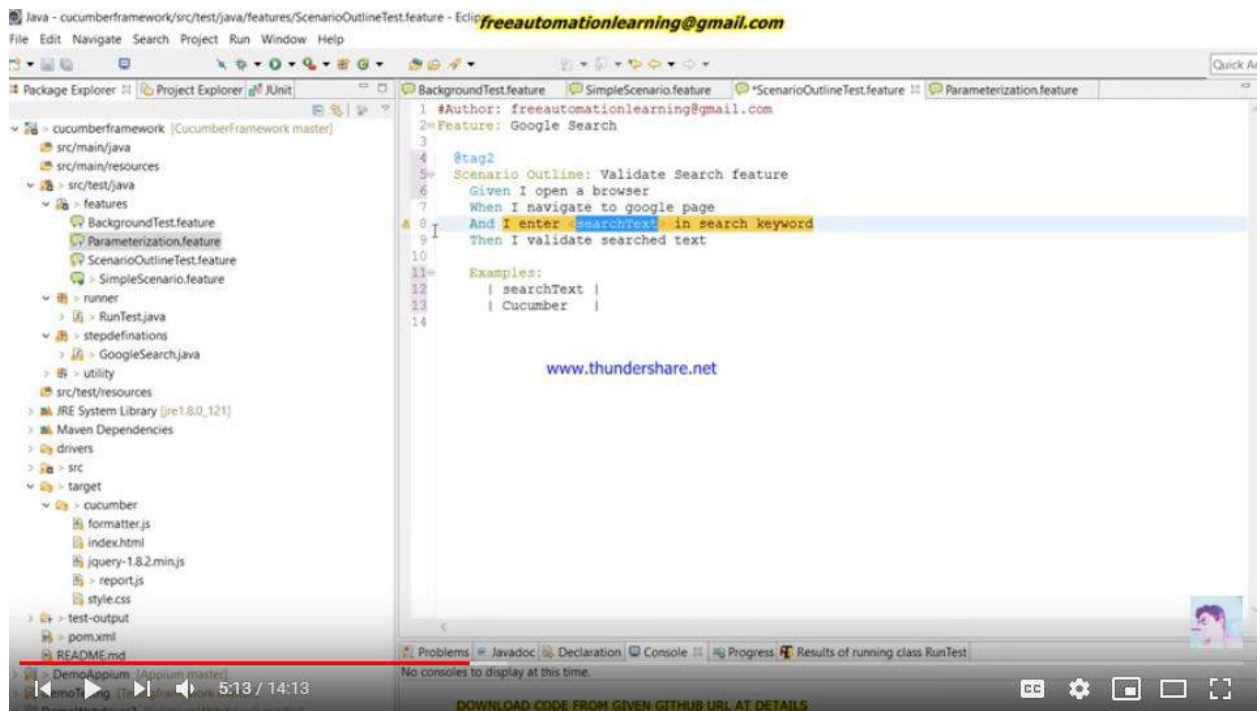 Java - cucumberframework/src/test/java/features/ScenarioOutlineTest.feature - Eclip
freeautomationlearning@gmail.com
File Edit Navigate Search Project Run Window Help
Quick A
Package Explorer Project Explorer JUnit
BackgroundTest.feature SimpleScenario.feature *ScenarioOutlineTest.feature Parameterization.feature
> cucumberframework [CucumberFramework master]
src/main/java
src/main/resources
> src/test/java
> features
BackgroundTest.feature
Parameterization.feature
ScenarioOutlineTest.feature
> SimpleScenario.feature
> runner
> RunTest.java
> stepdefinations
> GoogleSearch.java
> utility
src/test/resources
JRE System Library [jre1.8.0_121]
Maven Dependencies
drivers
> src
> target
> cucumber
formatter.js
index.html
jquery-1.8.2.min.js
> report.js
style.css
> test-output
> pom.xml
README.md
> DemoAppium [Appium master]
1 #Author: freeautomationlearning@gmail.com
2 Feature: Google Search
3
4 @tag2
5 Scenario Outline: Validate Search feature
6 Given I open a browser
7 When I navigate to google page
8 And I enter <searchText> in search keyword
9 Then I validate searched text
10
11 Examples:
12 | searchText |
13 | Cucumber |
14
www.thundershare.net
Problems Javadoc Declaration Console Progress Results of running class RunTest
No consoles to display at this time.
5:13 / 14:13
CC
DOWNLOAD CODE FROM GIVEN GITHUB URL AT DETAILS